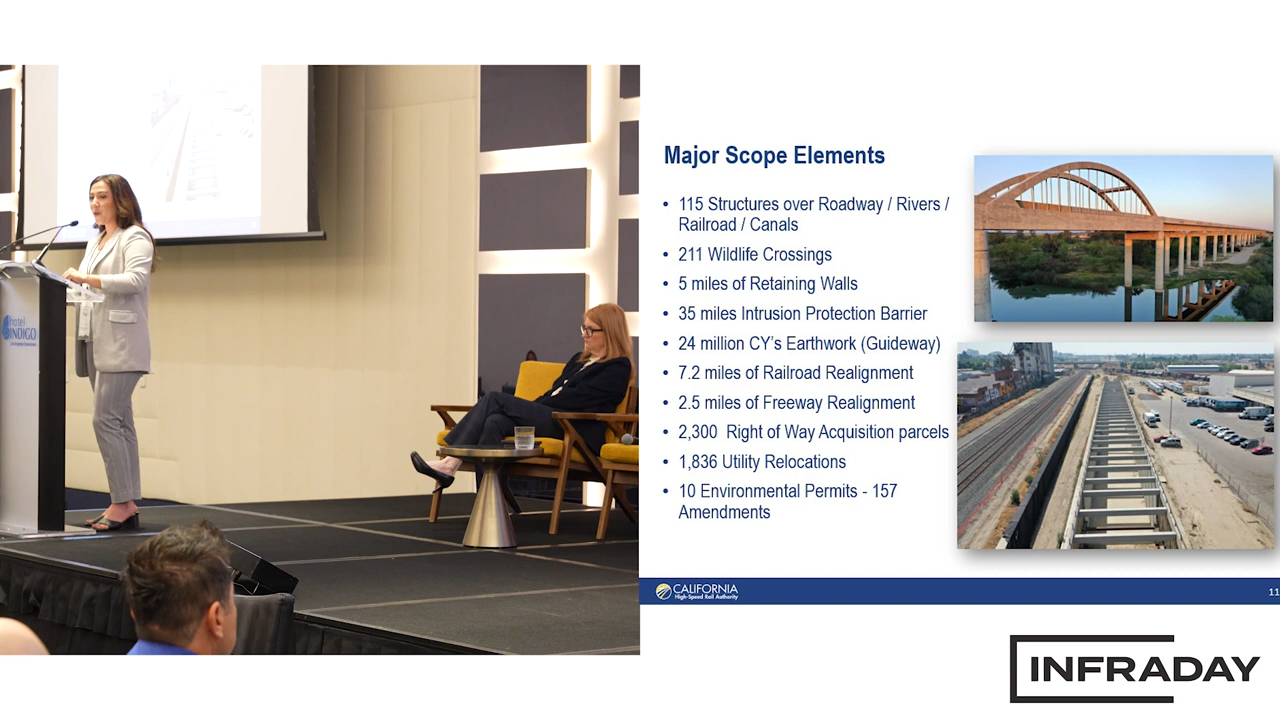 hotel
INDIGO
Major Scope Elements
• 115 Structures over Roadway / Rivers /
Railroad / Canals
• 211 Wildlife Crossings
• 5 miles of Retaining Walls
• 35 miles Intrusion Protection Barrier
• 24 million CY's Earthwork (Guideway)
• 7.2 miles of Railroad Realignment
• 2.5 miles of Freeway Realignment
• 2,300 Right of Way Acquisition parcels
• 1,836 Utility Relocations
• 10 Environmental Permits - 157
Amendments
CALIFORNIA
High-Speed Rail Authority
11
INFRADAY